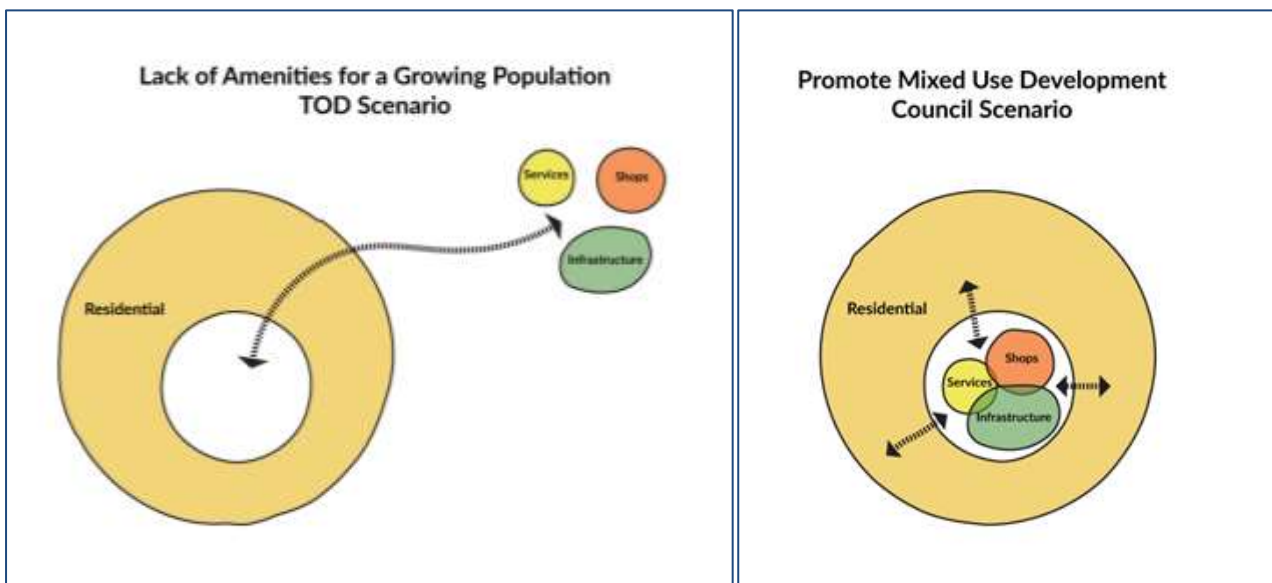 Lack of Amenities for a Growing Population
TOD Scenario
Services
Shops
Infrastructure
Residential
Promote Mixed Use Development
Council Scenario
Residential
Shops
Services
Infrastructure